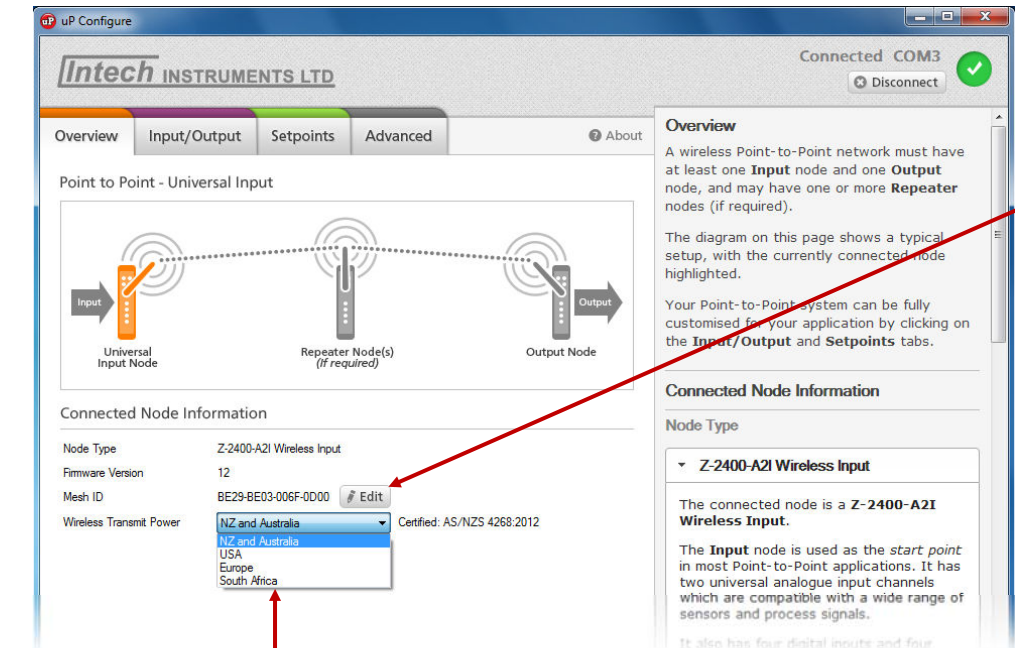 uP uP Configure
Intech INSTRUMENTS LTD
Connected COM3
Disconnect
Overview
Input/Output
Setpoints
Advanced
About
Point to Point - Universal Input
Input
Output
Universal
Input Node
Repeater Node(s)
(if required)
Output Node
Connected Node Information
Node Type Z-2400-A2I Wireless Input
Firmware Version 12
Mesh ID BE29-BE03-006F-0D00 Edit
Wireless Transmit Power NZ and Australia Certified: AS/NZS 4268:2012
NZ and Australia
USA
Europe
South Africa
Overview
A wireless Point-to-Point network must have
at least one Input node and one Output
node, and may have one or more Repeater
nodes (if required).
The diagram on this page shows a typical
setup, with the currently connected node
highlighted.
Your Point-to-Point system can be fully
customised for your application by clicking on
the Input/Output and Setpoints tabs.
Connected Node Information
Node Type
Z-2400-A2I Wireless Input
The connected node is a Z-2400-A2I
Wireless Input.
The Input node is used as the start point
in most Point-to-Point applications. It has
two universal analogue input channels
which are compatible with a wide range of
sensors and process signals.
It also has four digital inputs and four